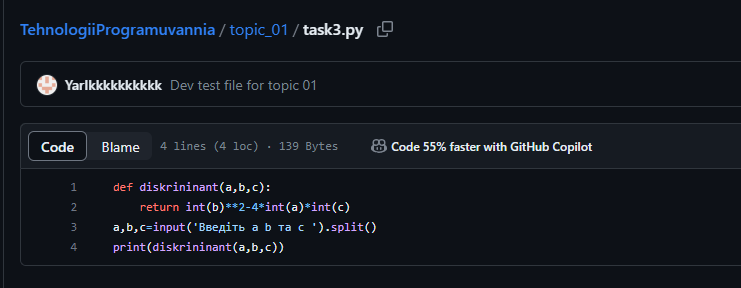 TehnologiiProgramuvannia / topic_01 / task3.py
Yarlkkkkkkkkkk Dev test file for topic 01
Code Blame 4 lines (4 loc) · 139 Bytes Code 55% faster with GitHub Copilot
1 def diskrininant(a,b,c):
2     return int(b)**2-4*int(a)*int(c)
3 a,b,c=input('Введіть a b та c ').split()
4 print(diskrininant(a,b,c))